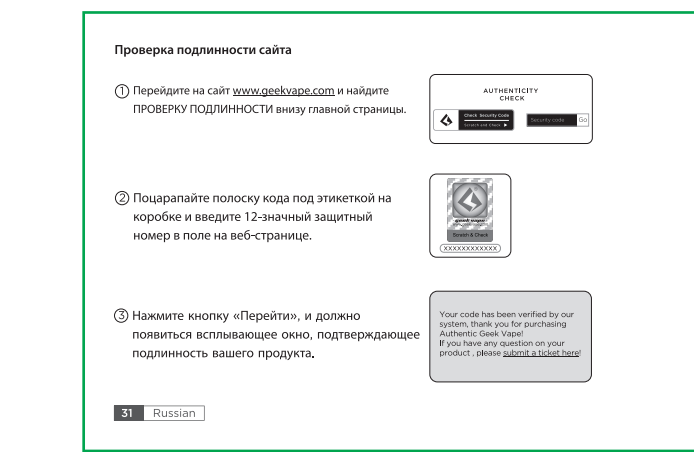 Проверка подлинности сайта
① Перейдите на сайт www.geekvape.com и найдите
ПРОВЕРКУ ПОДЛИННОСТИ внизу главной страницы.
AUTHENTICITY
CHECK
Check Security Code
Scratch and Check
Security code Go
② Поцарапайте полоску кода под этикеткой на
коробке и введите 12-значный защитный
номер в поле на веб-странице.
geek vape
Scratch & Check
XXXXXXXXXXXX
③ Нажмите кнопку «Перейти», и должно
появиться всплывающее окно, подтверждающее
подлинность вашего продукта.
Your code has been verified by our
system, thank you for purchasing
Authentic Geek Vape!
If you have any question on your
product , please submit a ticket here!
31 Russian